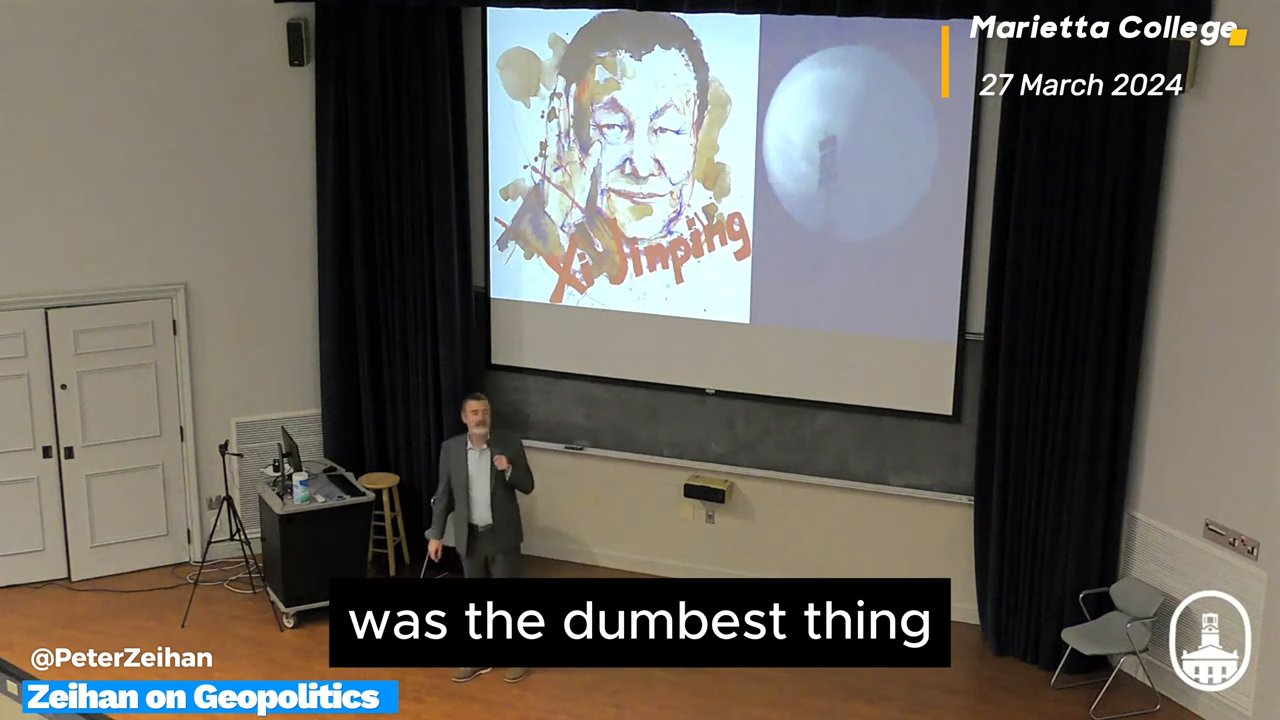 Marietta College
27 March 2024
Xi Jinping
was the dumbest thing
@PeterZeihan
Zeihan on Geopolitics